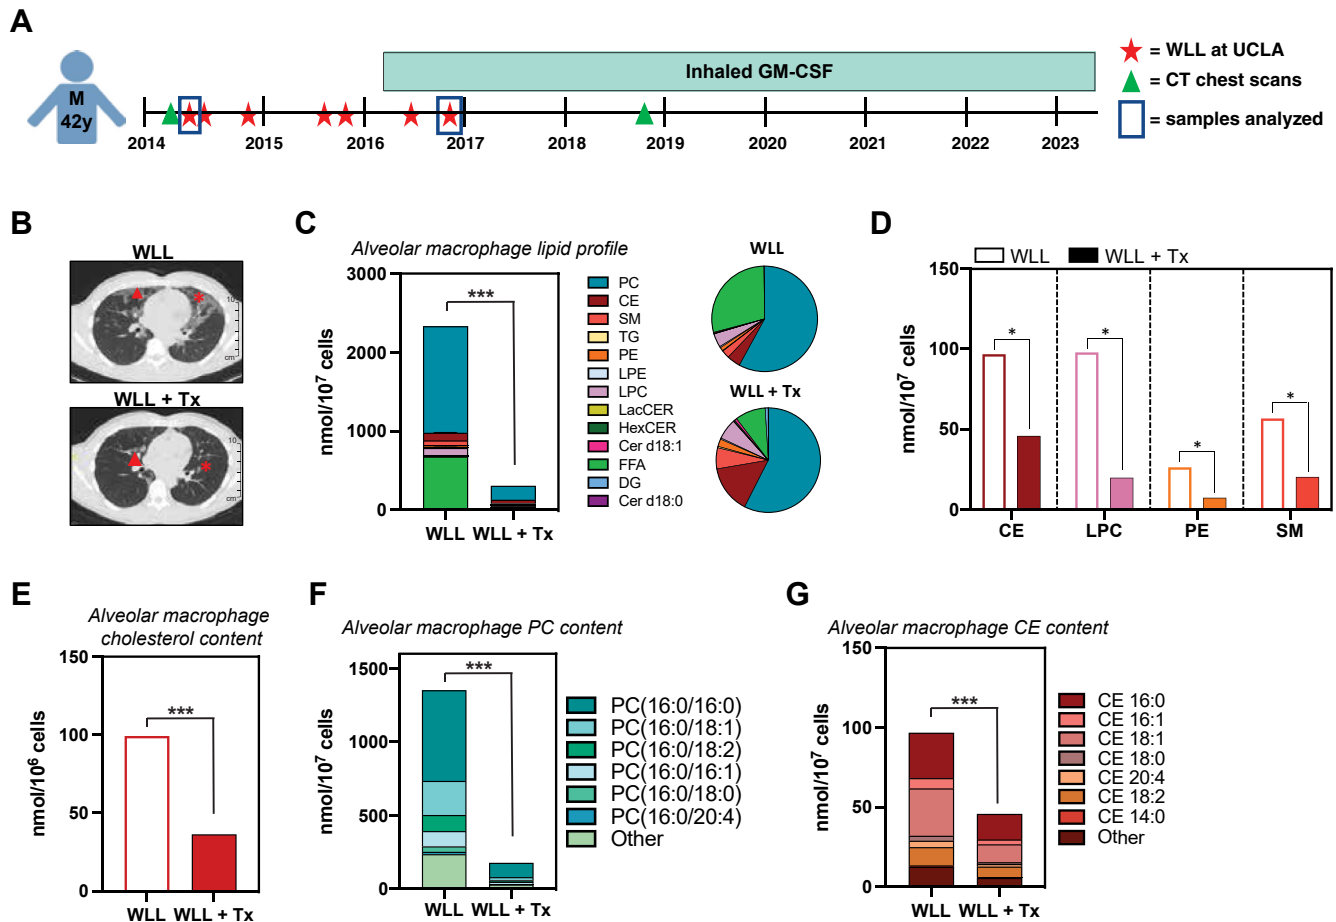 A
M
42y
Inhaled GM-CSF
2014
2015
2016
2017
2018
2019
2020
2021
2022
2023
= WLL at UCLA
= CT chest scans
= samples analyzed
B
WLL
10
cm
WLL + Tx
10
cm
C
Alveolar macrophage lipid profile
nmol/10⁷ cells
3000
2000
1000
0
***
WLL
WLL + Tx
PC
CE
SM
TG
PE
LPE
LPC
LacCER
HexCER
Cer d18:1
FFA
DG
Cer d18:0
WLL
WLL + Tx
D
WLL
WLL + Tx
nmol/10⁷ cells
150
100
50
0
*
*
*
*
CE
LPC
PE
SM
E
Alveolar macrophage
cholesterol content
nmol/10⁶ cells
150
100
50
0
***
WLL
WLL + Tx
F
Alveolar macrophage PC content
nmol/10⁷ cells
1500
1000
500
0
***
WLL
WLL + Tx
PC(16:0/16:0)
PC(16:0/18:1)
PC(16:0/18:2)
PC(16:0/16:1)
PC(16:0/18:0)
PC(16:0/20:4)
Other
G
Alveolar macrophage CE content
nmol/10⁷ cells
150
100
50
0
***
WLL
WLL + Tx
CE 16:0
CE 16:1
CE 18:1
CE 18:0
CE 20:4
CE 18:2
CE 14:0
Other